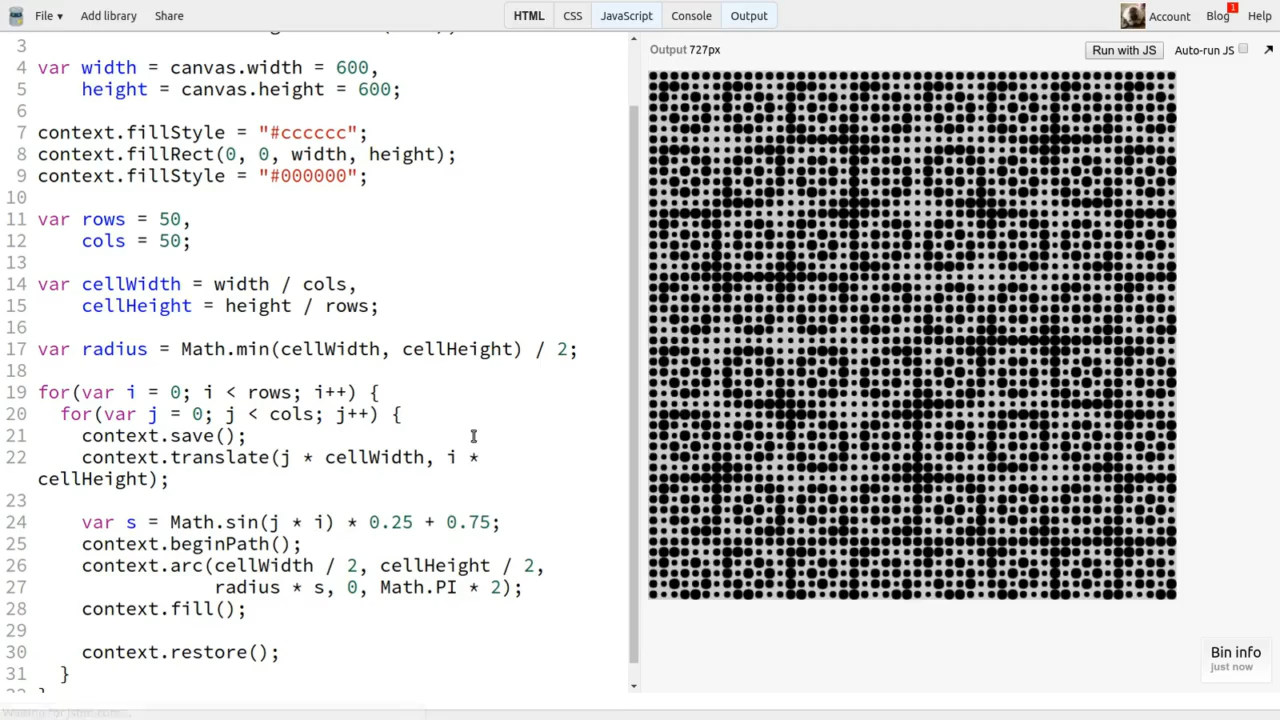 File ▾ Add library Share HTML CSS JavaScript Console Output Account Blog 1 Help
3
Output 727px Run with JS Auto-run JS
4 var width = canvas.width = 600,
5 height = canvas.height = 600;
6
7 context.fillStyle = "#cccccc";
8 context.fillRect(0, 0, width, height);
9 context.fillStyle = "#000000";
10
11 var rows = 50,
12 cols = 50;
13
14 var cellWidth = width / cols,
15 cellHeight = height / rows;
16
17 var radius = Math.min(cellWidth, cellHeight) / 2;
18
19 for(var i = 0; i < rows; i++) {
20 for(var j = 0; j < cols; j++) {
21 context.save();
22 context.translate(j * cellWidth, i *
cellHeight);
23
24 var s = Math.sin(j * i) * 0.25 + 0.75;
25 context.beginPath();
26 context.arc(cellWidth / 2, cellHeight / 2,
27 radius * s, 0, Math.PI * 2);
28 context.fill();
29
30 context.restore();
31 }
Bin info
just now